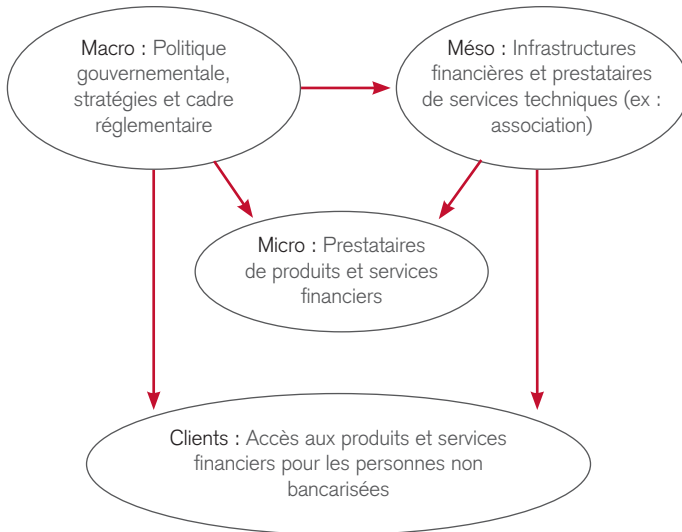 Macro : Politique
gouvernementale,
stratégies et cadre
réglementaire
Méso : Infrastructures
financières et prestataires
de services techniques (ex :
association)
Micro : Prestataires
de produits et services
financiers
Clients : Accès aux produits et services
financiers pour les personnes non
bancarisées